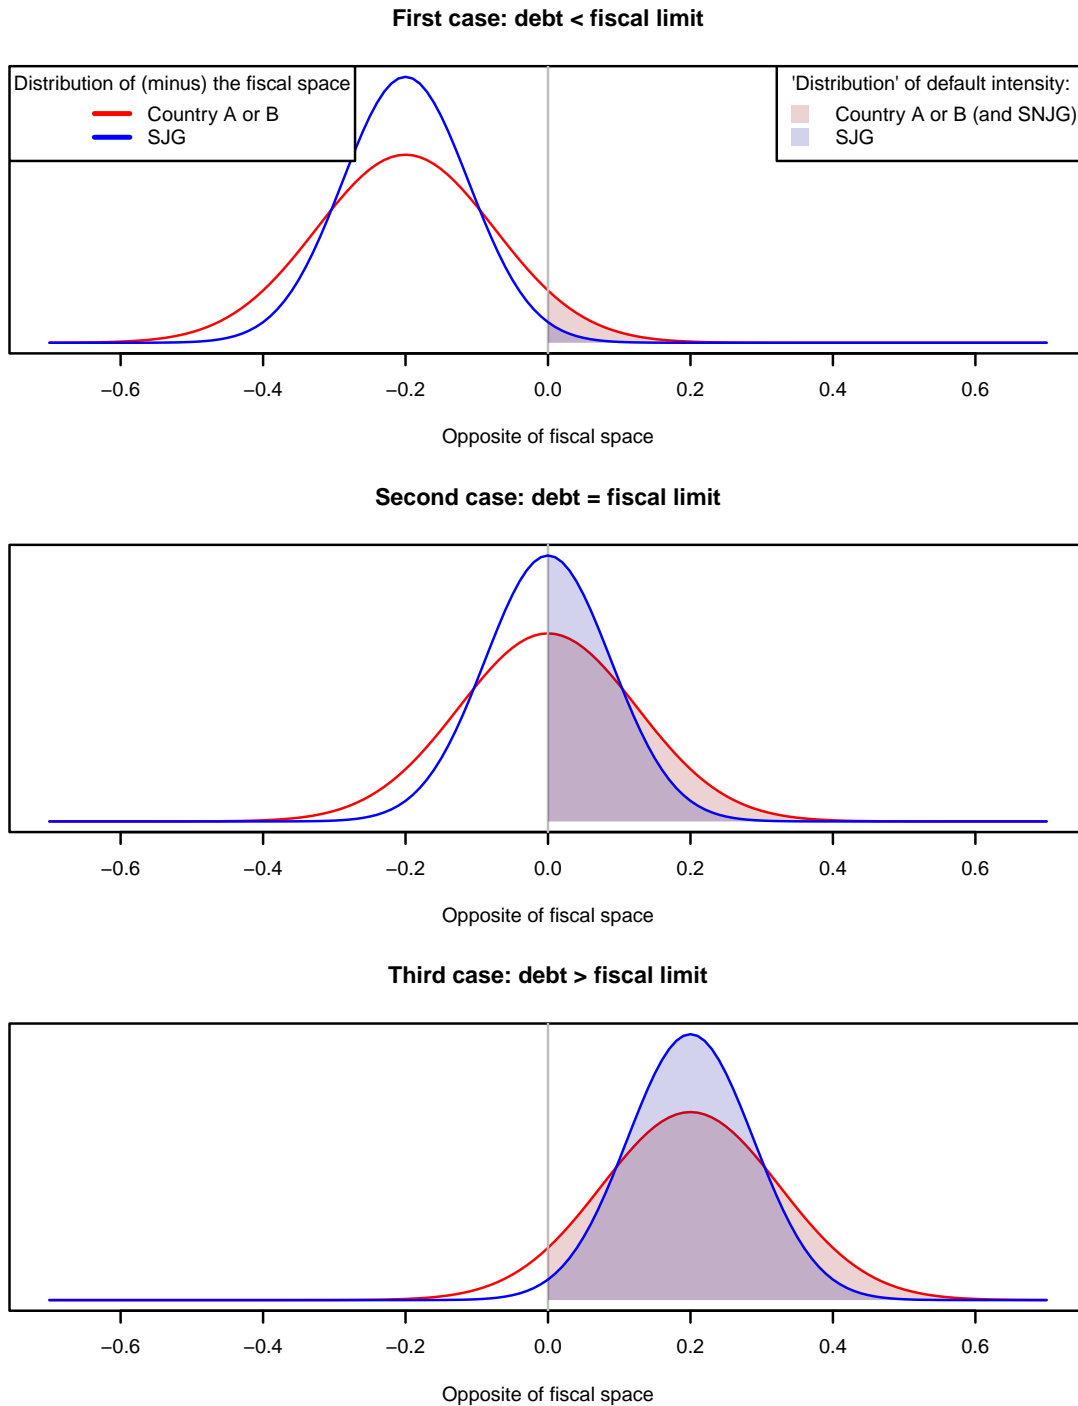 First case: debt < fiscal limit
Distribution of (minus) the fiscal space
Country A or B
SJG
'Distribution' of default intensity:
Country A or B (and SNJG)
SJG
−0.6 −0.4 −0.2 0.0 0.2 0.4 0.6
Opposite of fiscal space
Second case: debt = fiscal limit
−0.6 −0.4 −0.2 0.0 0.2 0.4 0.6
Opposite of fiscal space
Third case: debt > fiscal limit
−0.6 −0.4 −0.2 0.0 0.2 0.4 0.6
Opposite of fiscal space